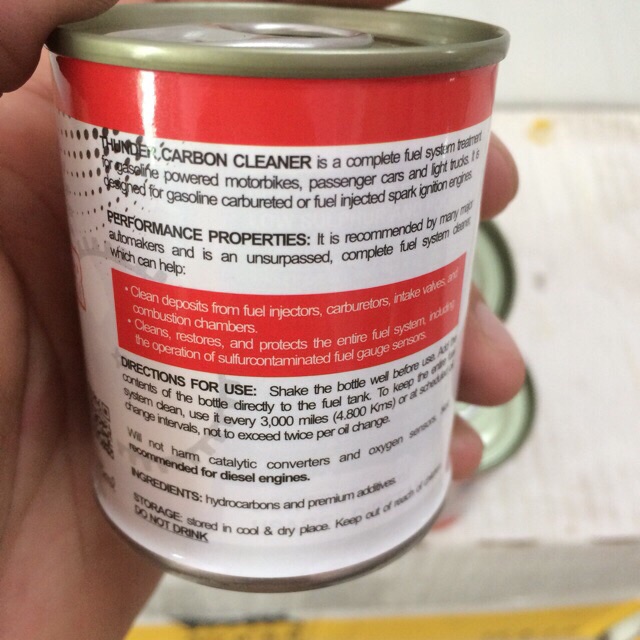 THUNDER CARBON CLEANER is a complete fuel system treatment
for gasoline powered motorbikes, passenger cars and light trucks. It is
designed for gasoline carbureted or fuel injected spark ignition engines.
PERFORMANCE PROPERTIES: It is recommended by many major
automakers and is an unsurpassed, complete fuel system cleaner,
which can help:
• Clean deposits from fuel injectors, carburetors, intake valves, and
combustion chambers.
• Cleans, restores, and protects the entire fuel system, including
the operation of sulfurcontaminated fuel gauge sensors.
DIRECTIONS FOR USE: Shake the bottle well before use. Add the
contents of the bottle directly to the fuel tank. To keep the entire fuel
system clean, use it every 3,000 miles (4.800 Kms) or at scheduled
change intervals, not to exceed twice per oil change.
Will not harm catalytic converters and oxygen sensors,
recommended for diesel engines.
INGREDIENTS: hydrocarbons and premium additives.
STORAGE: stored in cool & dry place. Keep out of reach of
DO NOT DRINK